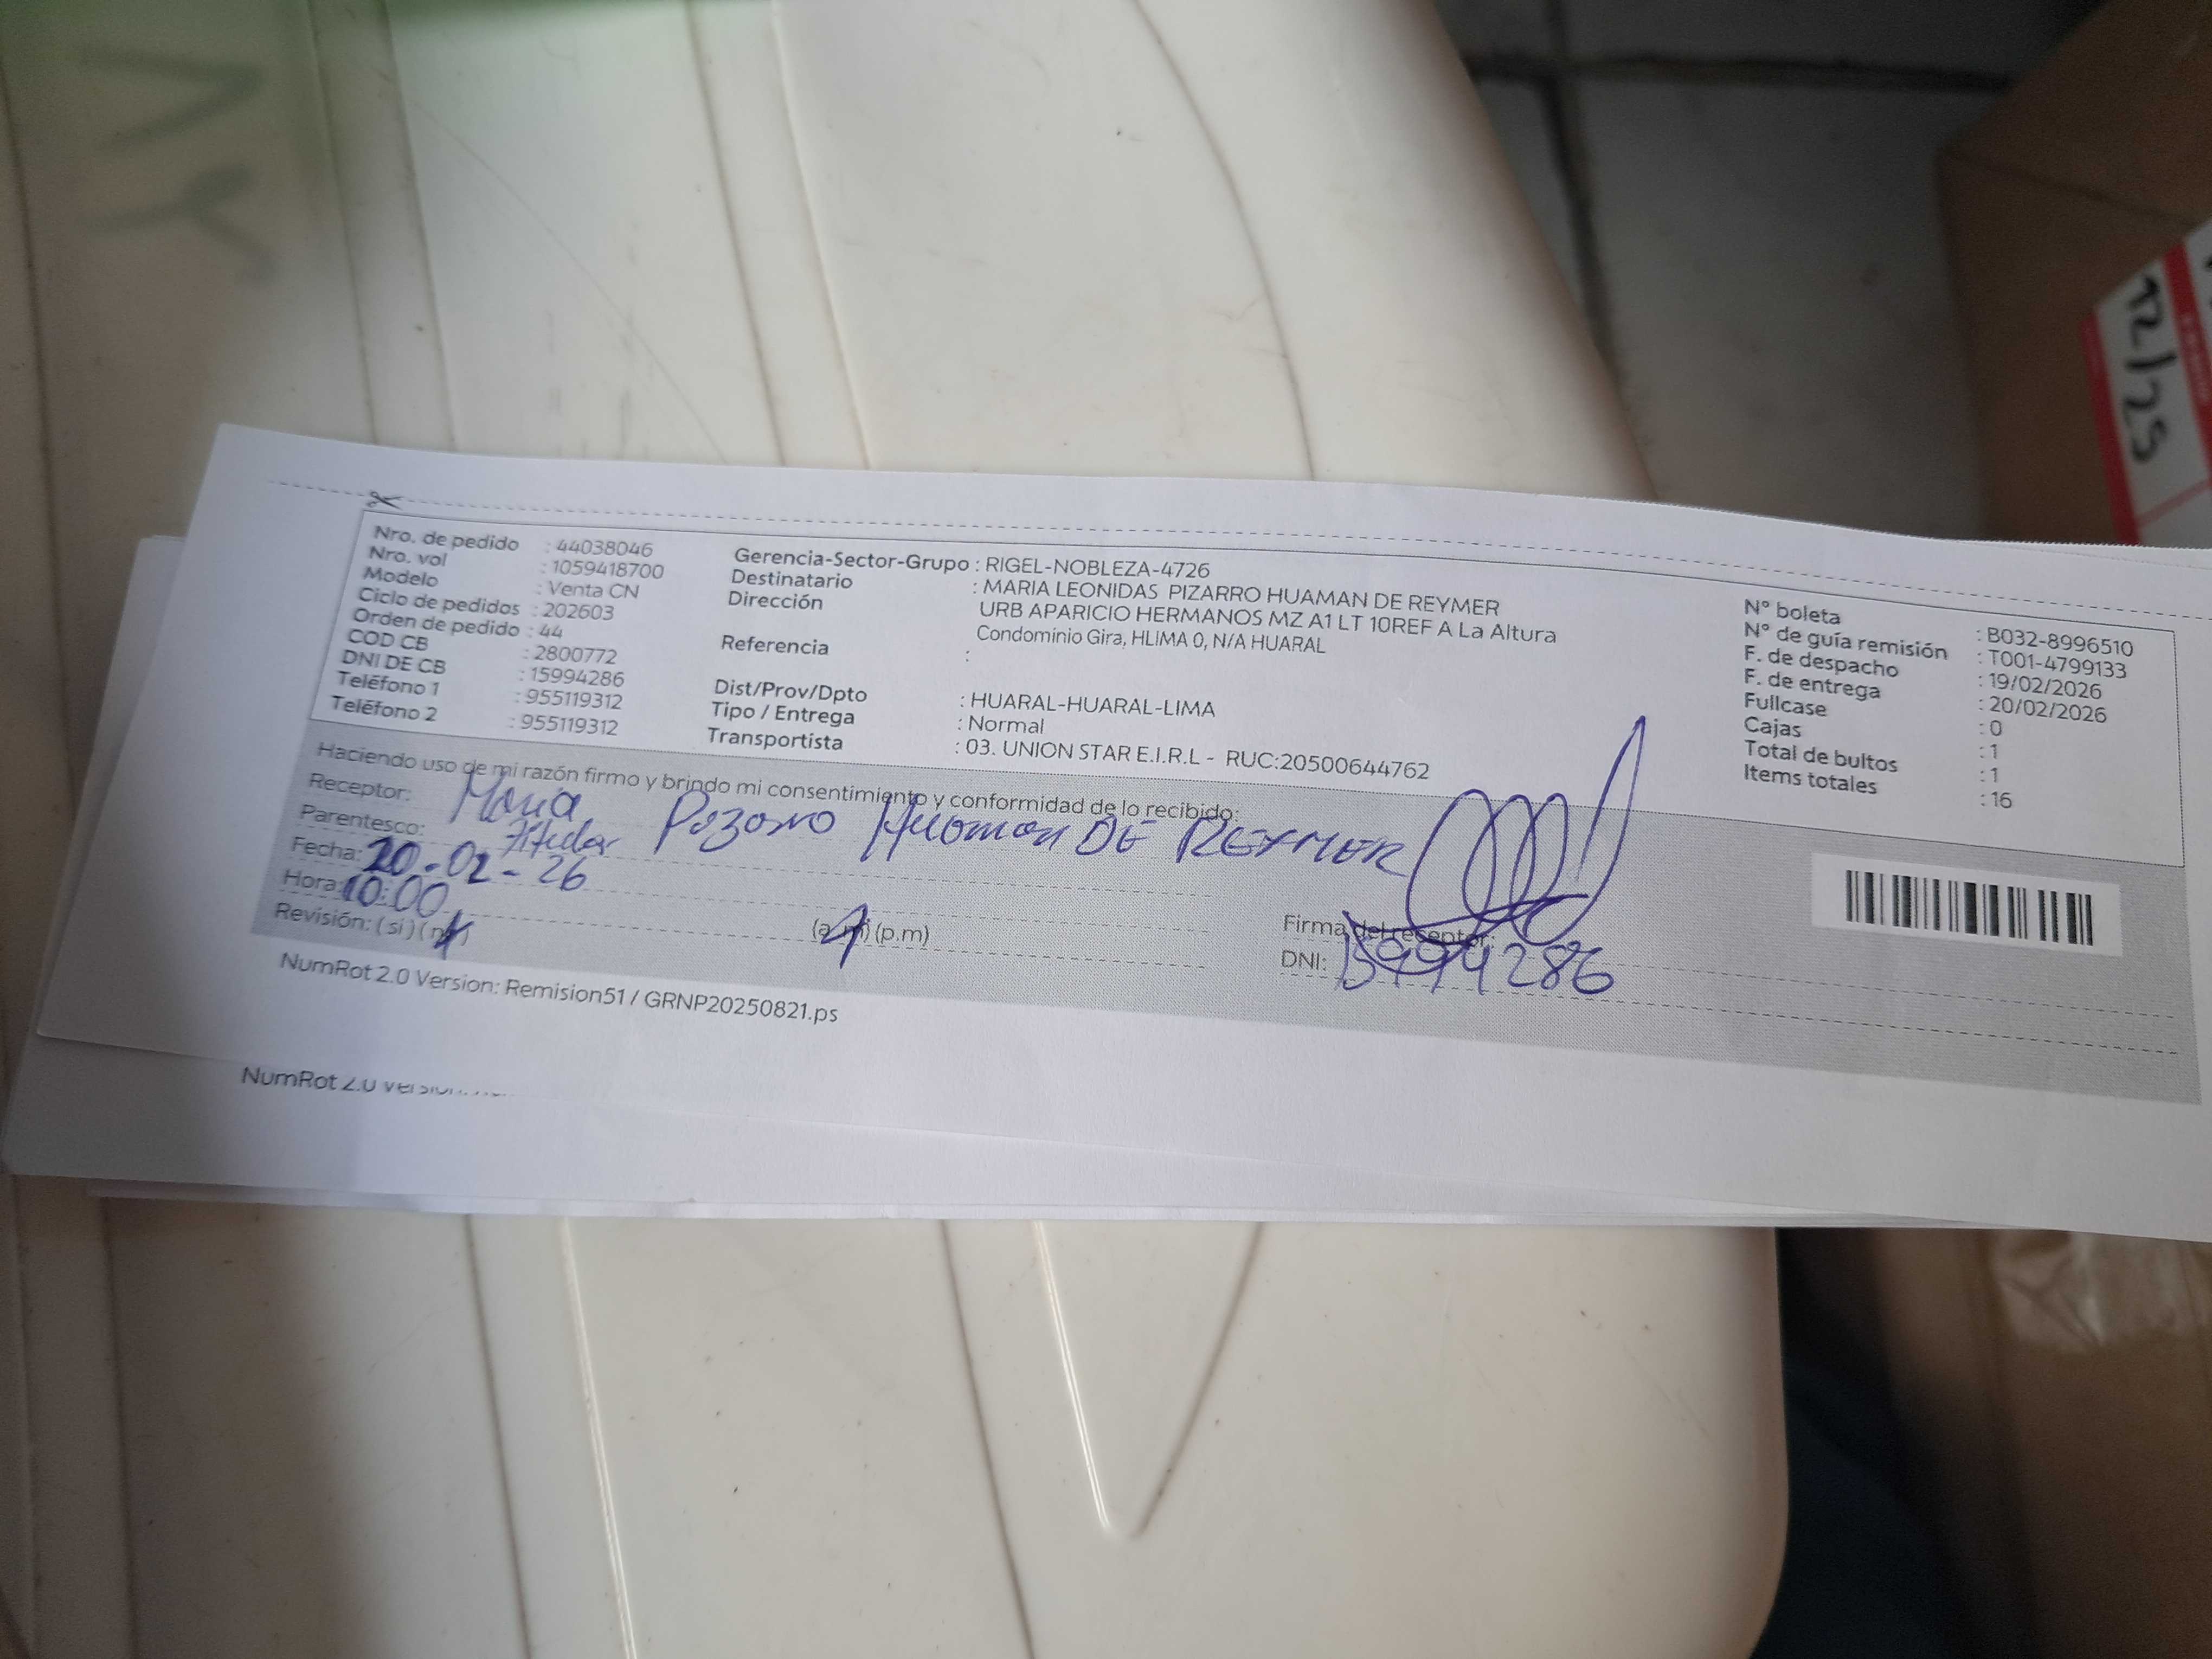 Nro. de pedido : 44038046
Nro. vol : 1059418700
Modelo : Venta CN
Ciclo de pedidos : 202603
Orden de pedido : 44
COD CB : 2800772
DNI DE CB : 15994286
Teléfono 1 : 955119312
Teléfono 2 : 955119312
Gerencia-Sector-Grupo : RIGEL-NOBLEZA-4726
Destinatario : MARIA LEONIDAS PIZARRO HUAMAN DE REYMER
Dirección URB APARICIO HERMANOS MZ A1 LT 10REF A La Altura
Condominio Gira, HLIMA 0, N/A HUARAL
Referencia :
Dist/Prov/Dpto : HUARAL-HUARAL-LIMA
Tipo / Entrega : Normal
Transportista : 03. UNION STAR E.I.R.L - RUC:20500644762
N° boleta : B032-8996510
N° de guía remisión : T001-4799133
F. de despacho : 19/02/2026
F. de entrega : 20/02/2026
Fullcase : 0
Cajas : 1
Total de bultos : 1
Items totales : 16
Haciendo uso de mi razón firmo y brindo mi consentimiento y conformidad de lo recibido:
Receptor: Maria Pizarro Huaman DE REYMER
Parentesco: titular
Fecha: 20-02-26
Hora: 10:00 (a.m) (p.m)
Revisión: (si) (no)
Firma del receptor:
DNI: 15994286
NumRot 2.0 Version: Remision51 / GRNP20250821.ps
NumRot 2.0 Version
12/25